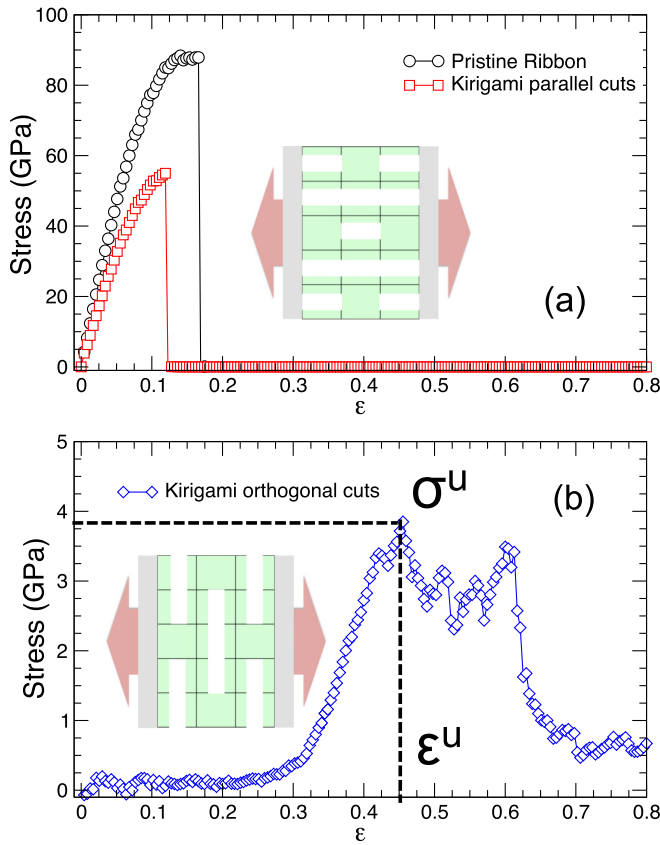 100
80
60
40
20
0
Stress (GPa)
Pristine Ribbon
Kirigami parallel cuts
(a)
0 0.1 0.2 0.3 0.4 0.5 0.6 0.7 0.8
ε
5
4
3
2
1
0
Stress (GPa)
Kirigami orthogonal cuts
σᵘ
(b)
εᵘ
0 0.1 0.2 0.3 0.4 0.5 0.6 0.7 0.8
ε